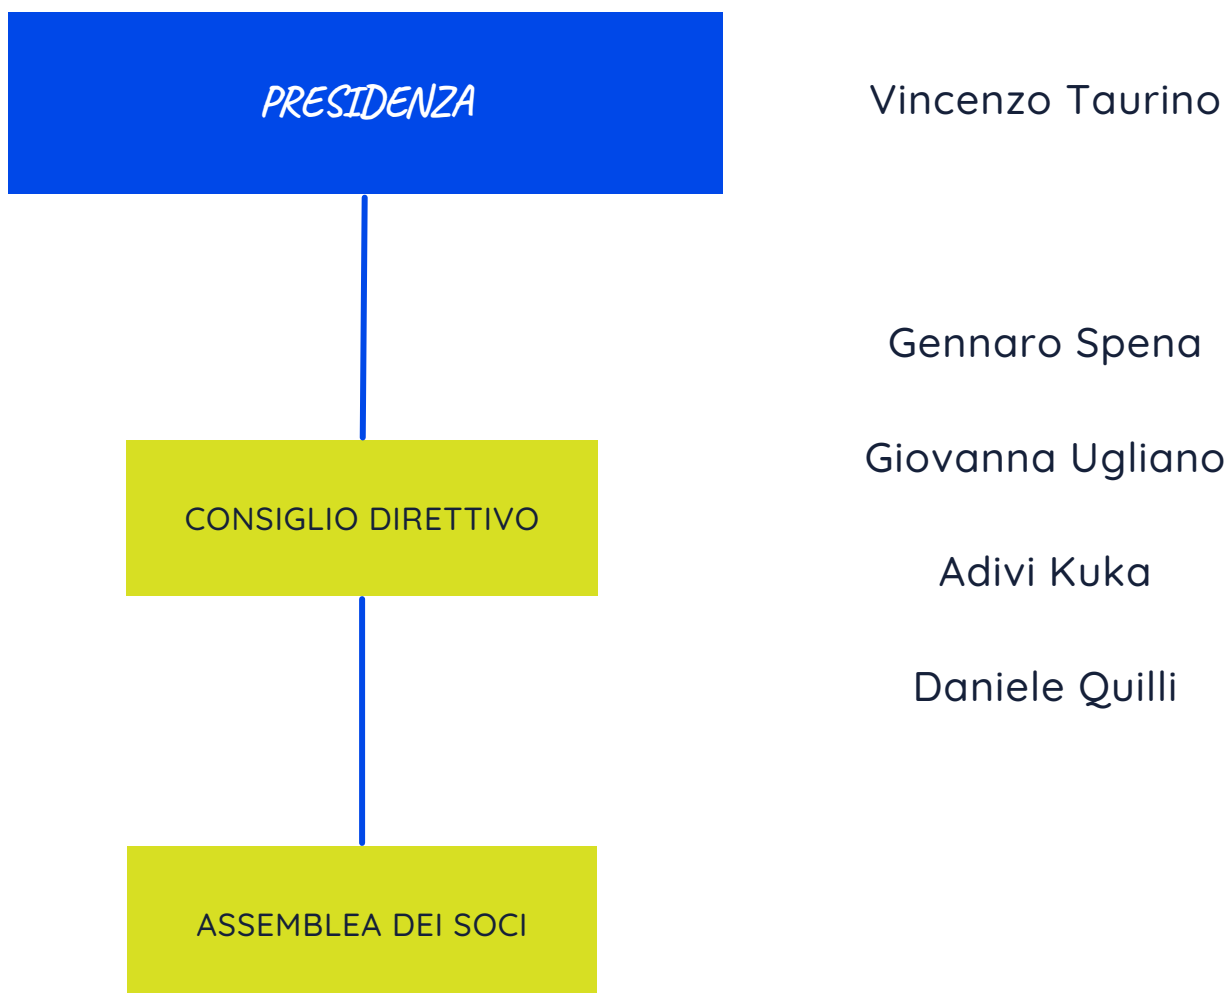 PRESIDENZA
Vincenzo Taurino
Gennaro Spena
Giovanna Ugliano
CONSIGLIO DIRETTIVO
Adivi Kuka
Daniele Quilli
ASSEMBLEA DEI SOCI